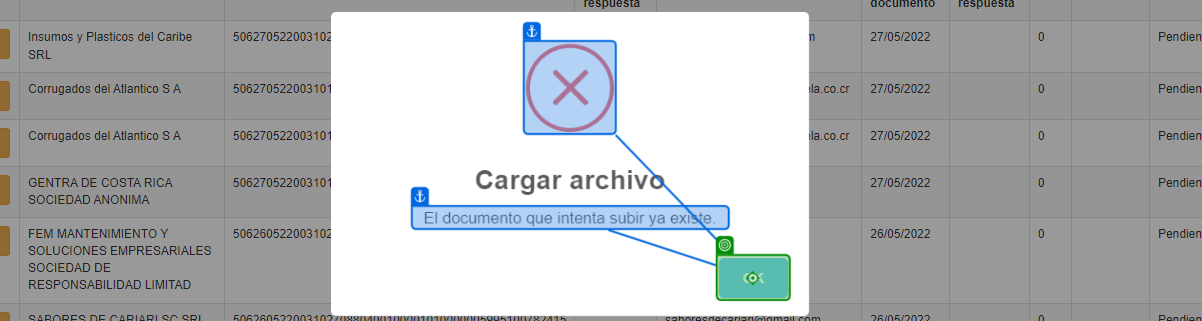 respuesta documento respuesta
Insumos y Plasticos del Caribe
SRL
506270522003102 27/05/2022 0 Pendien
Corrugados del Atlantico S A 506270522003101 ela.co.cr 27/05/2022 0 Pendien
Corrugados del Atlantico S A 506270522003101 ela.co.cr 27/05/2022 0 Pendien
GENTRA DE COSTA RICA
SOCIEDAD ANONIMA
506270522003101 27/05/2022 0 Pendien
FEM MANTENIMIENTO Y
SOLUCIONES EMPRESARIALES
SOCIEDAD DE
RESPONSABILIDAD LIMITAD
506260522003102 26/05/2022 0 Pendien
Cargar archivo
El documento que intenta subir ya existe.
OK
SABORES DE CARIARI SC SRL 26/05/2022 0 Pendien
saboresdecariari@gmail.com